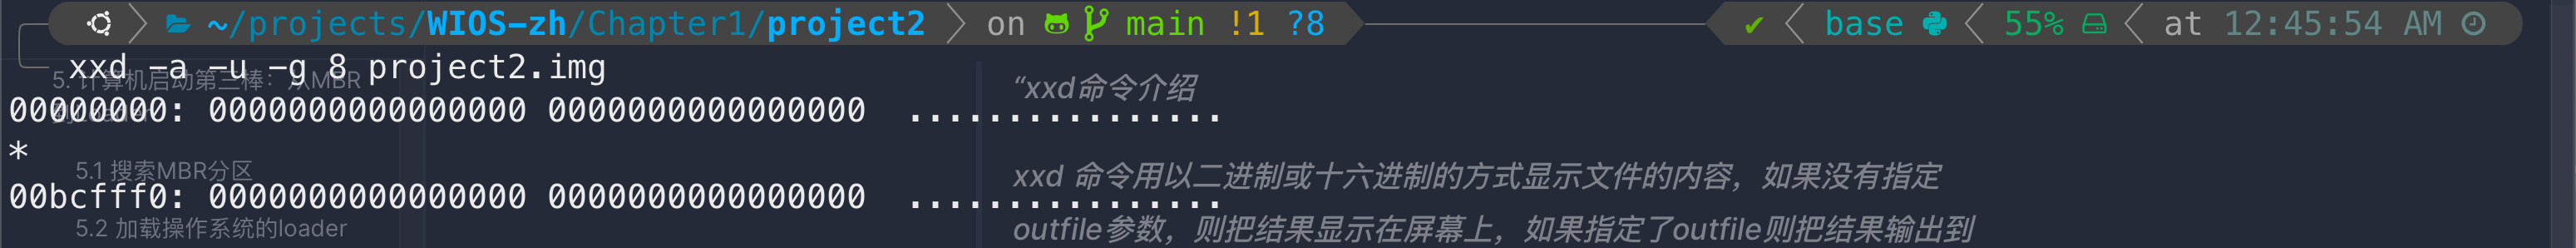 ~/projects/WIOS-zh/Chapter1/project2 on main !1 ?8 ✔ base 55% at 12:45:54 AM
xxd -a -u -g 8 project2.img
5. 计算机启动第三棒：从MBR
“xxd命令介绍
00000000: 0000000000000000 0000000000000000 ................
到Loader
*
5.1 搜索MBR分区
xxd 命令用以二进制或十六进制的方式显示文件的内容，如果没有指定
00bcfff0: 0000000000000000 0000000000000000 ................
5.2 加载操作系统的loader
outfile参数，则把结果显示在屏幕上，如果指定了outfile则把结果输出到